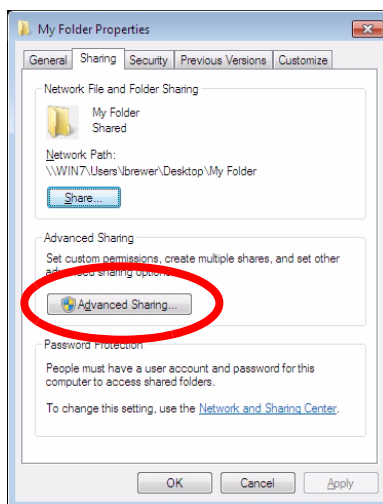 My Folder Properties
General Sharing Security Previous Versions Customize
Network File and Folder Sharing
My Folder
Shared
Network Path:
\\WIN7\Users\lbrewer\Desktop\My Folder
Share...
Advanced Sharing
Set custom permissions, create multiple shares, and set other
advanced sharing options.
Advanced Sharing...
Password Protection
People must have a user account and password for this
computer to access shared folders.
To change this setting, use the Network and Sharing Center.
OK Cancel Apply